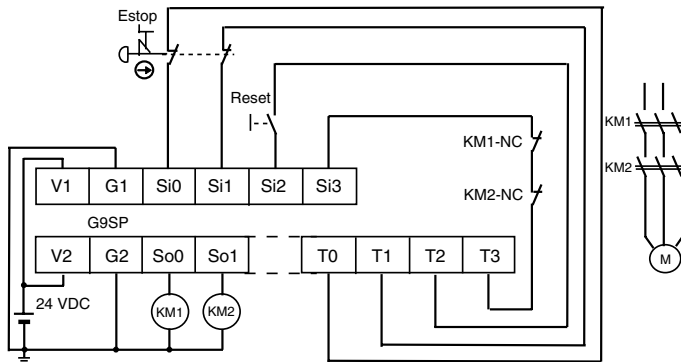 Estop
Reset
KM1-NC
KM2-NC
KM1
KM2
V1 G1 Si0 Si1 Si2 Si3
G9SP
V2 G2 So0 So1 T0 T1 T2 T3
24 VDC
KM1 KM2
M